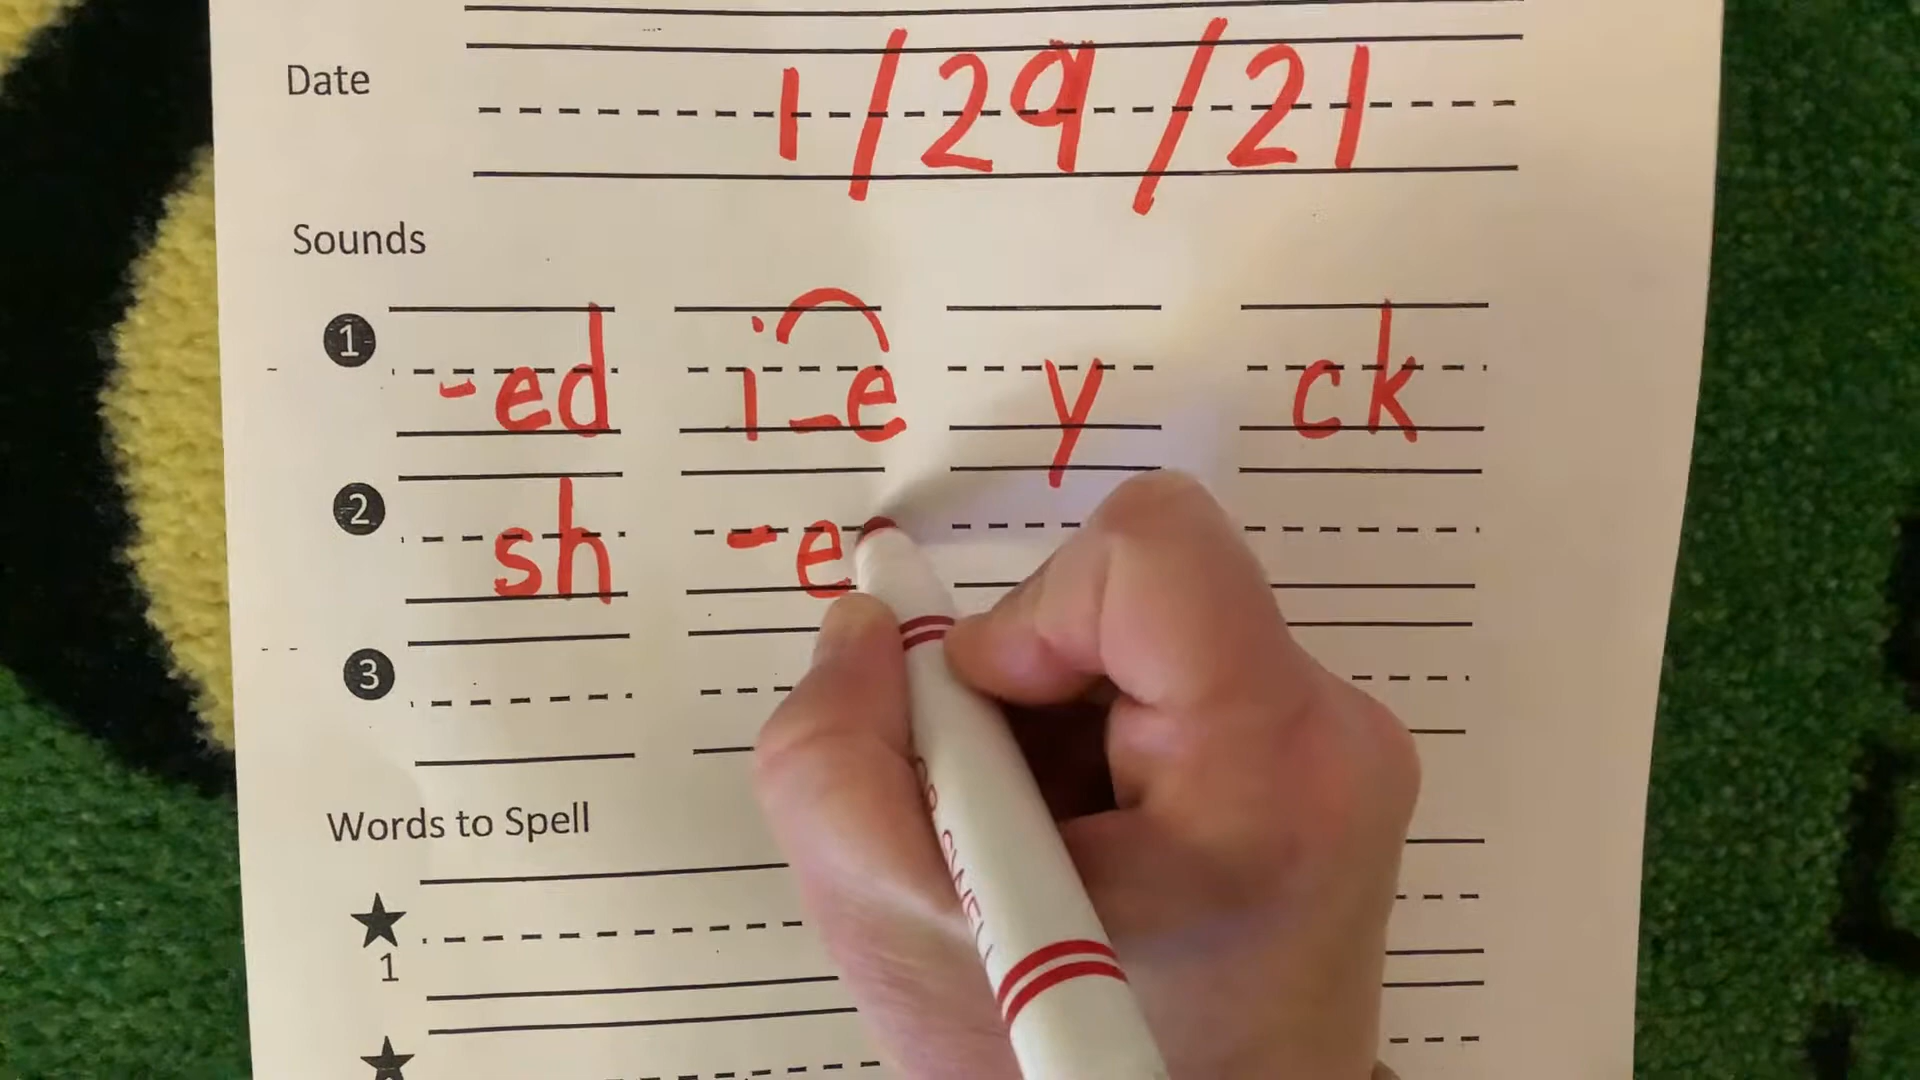 Date 1/29/21
Sounds
1 -ed i_e y ck
2 sh -e
3
Words to Spell
1